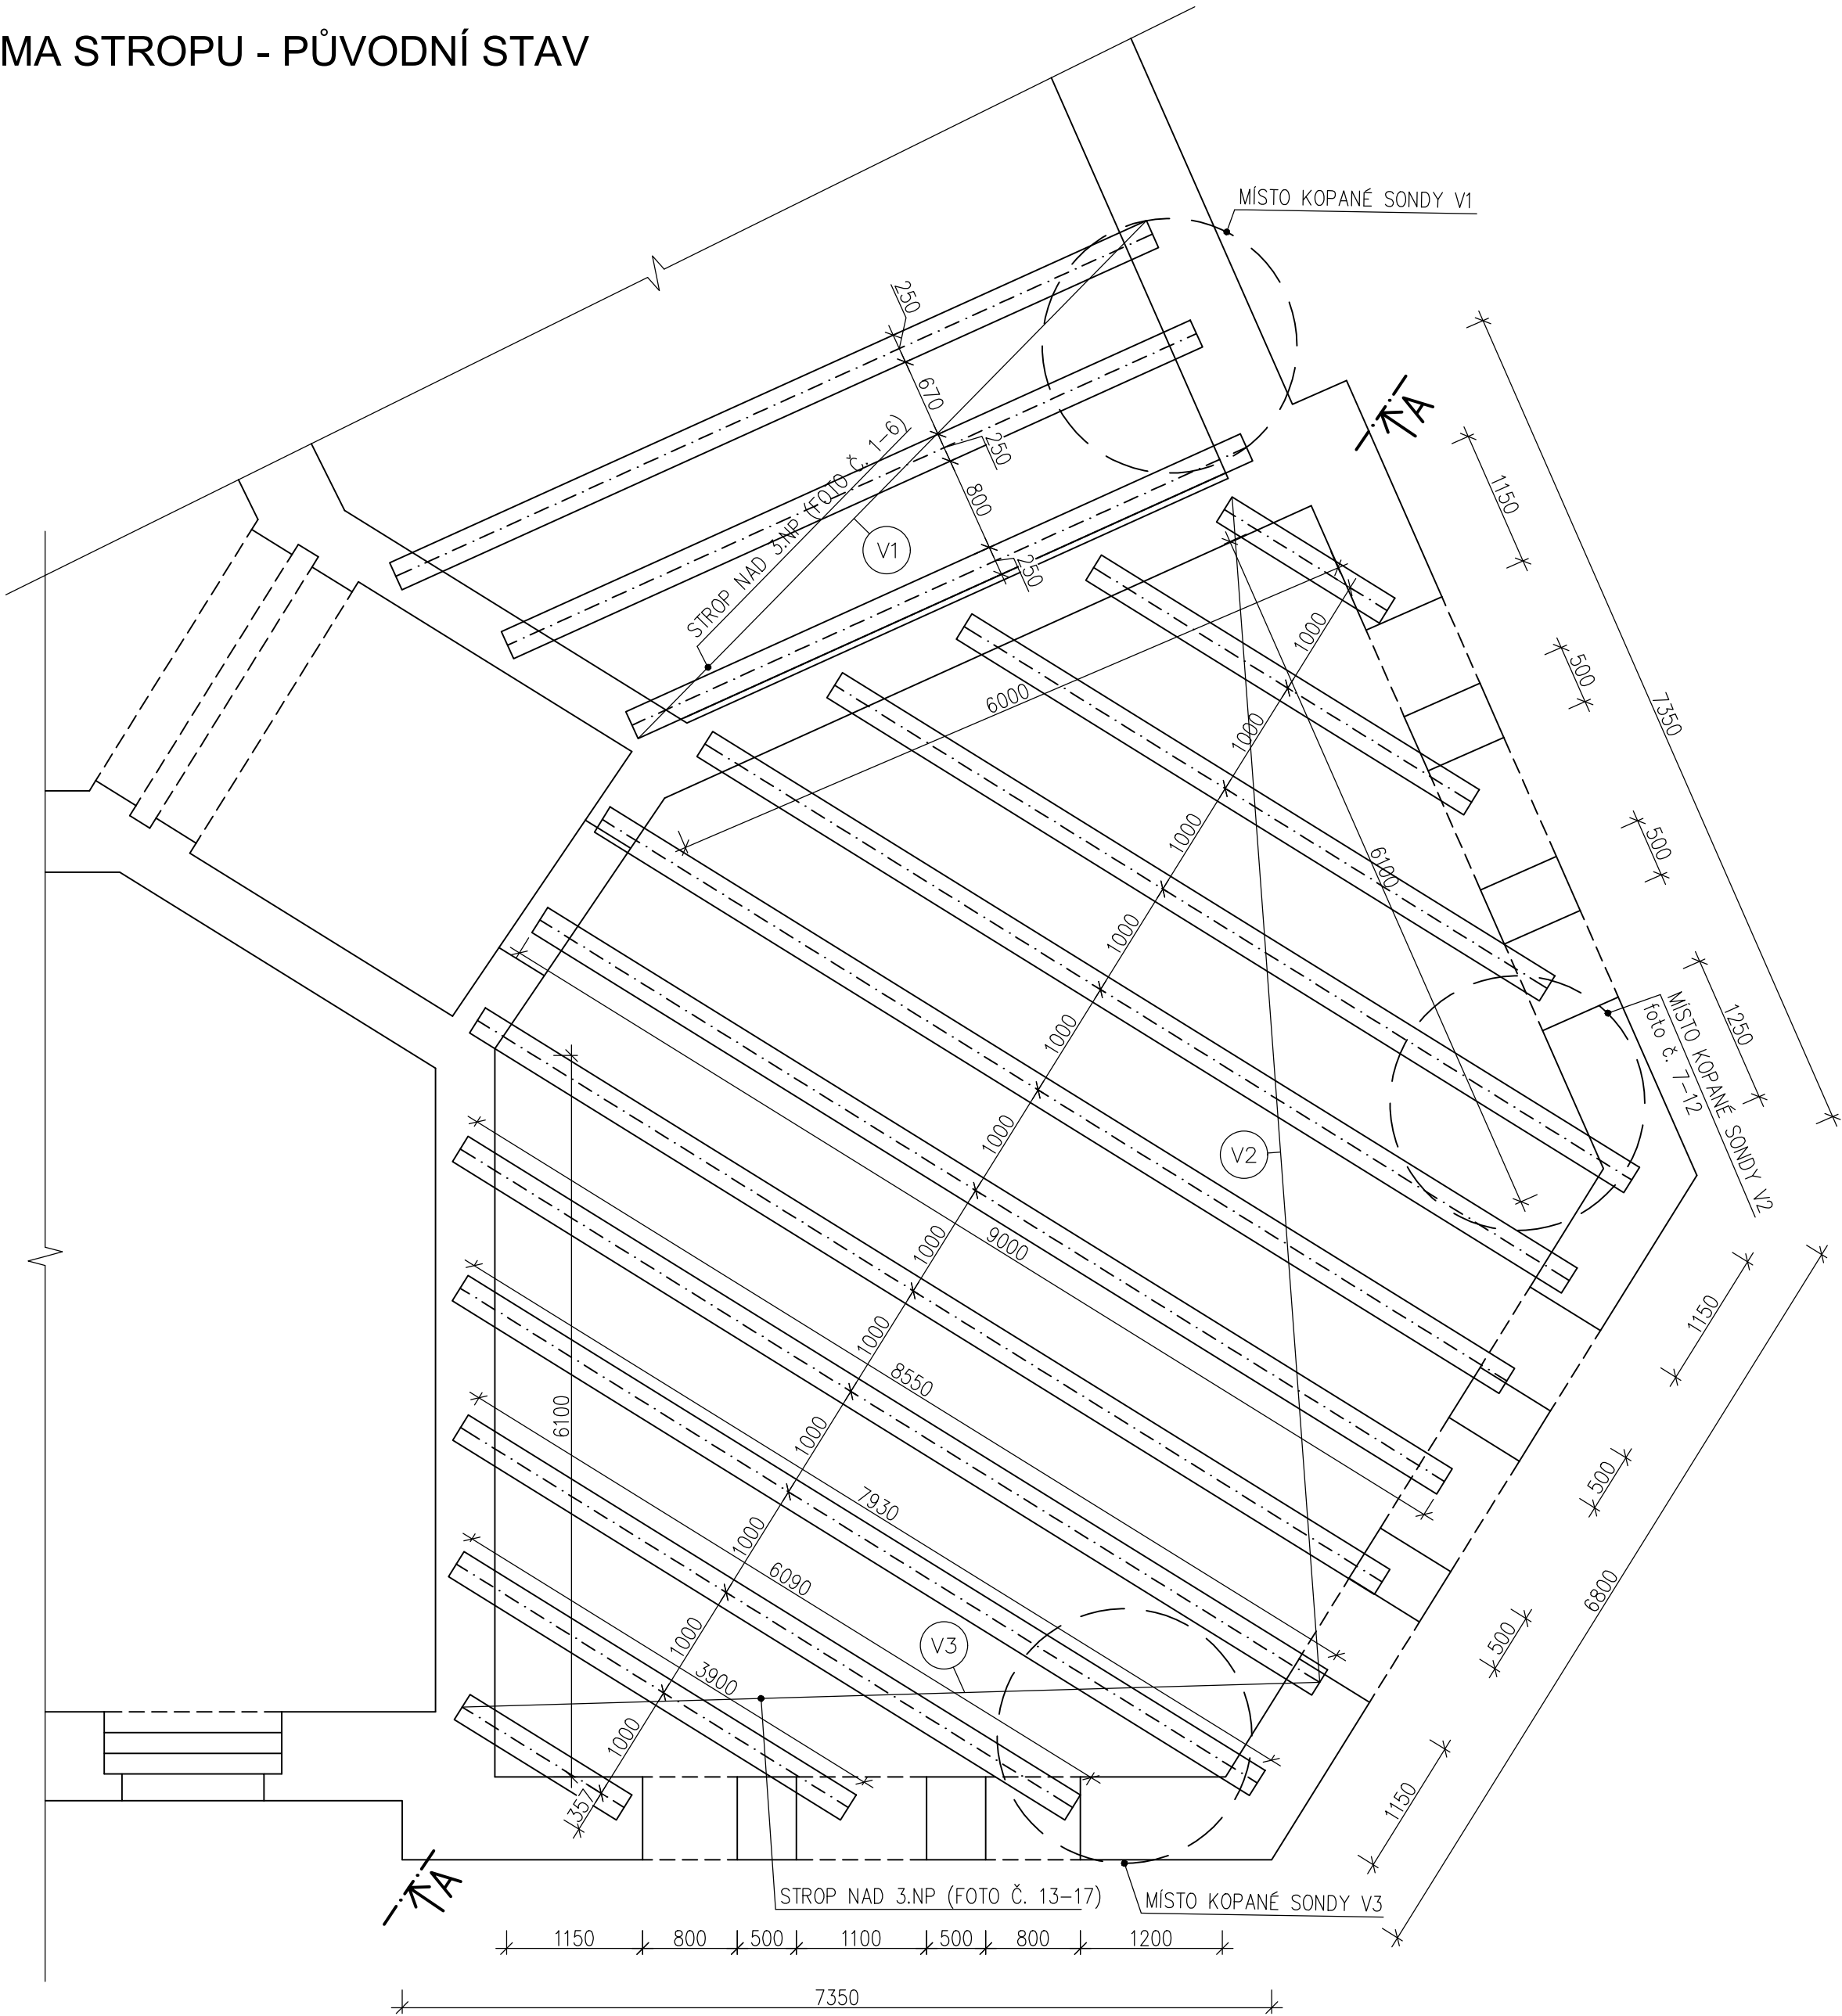 MA STROPU - PŮVODNÍ STAV
MÍSTO KOPANÉ SONDY V1
250
670
250
800
250
STROP NAD 3.NP (FOTO Č. 1-6)
V1
A
1150
500
7350
500
1250
MÍSTO KOPANÉ SONDY V2
foto č. 7-12
6000
6100
1000
1000
1000
1000
1000
1000
1000
1000
1000
1000
1000
1000
357
V2
9000
8550
7930
6090
3900
6100
V3
1150
500
500
1150
6800
A
STROP NAD 3.NP (FOTO Č. 13-17)
MÍSTO KOPANÉ SONDY V3
1150 800 500 1100 500 800 1200
7350